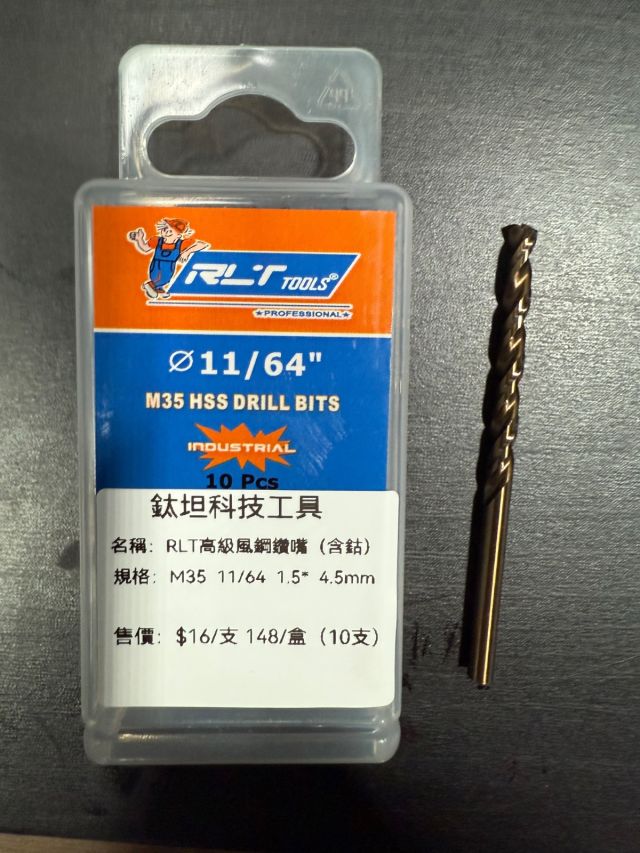 RLT TOOLS®
★PROFESSIONAL★
Ø11/64"
M35 HSS DRILL BITS
INDUSTRIAL
10 Pcs
鈦坦科技工具
名稱: RLT高級風鋼鑽嘴 (含鈷)
規格: M35 11/64 1.5* 4.5mm
售價: $16/支 148/盒 (10支)